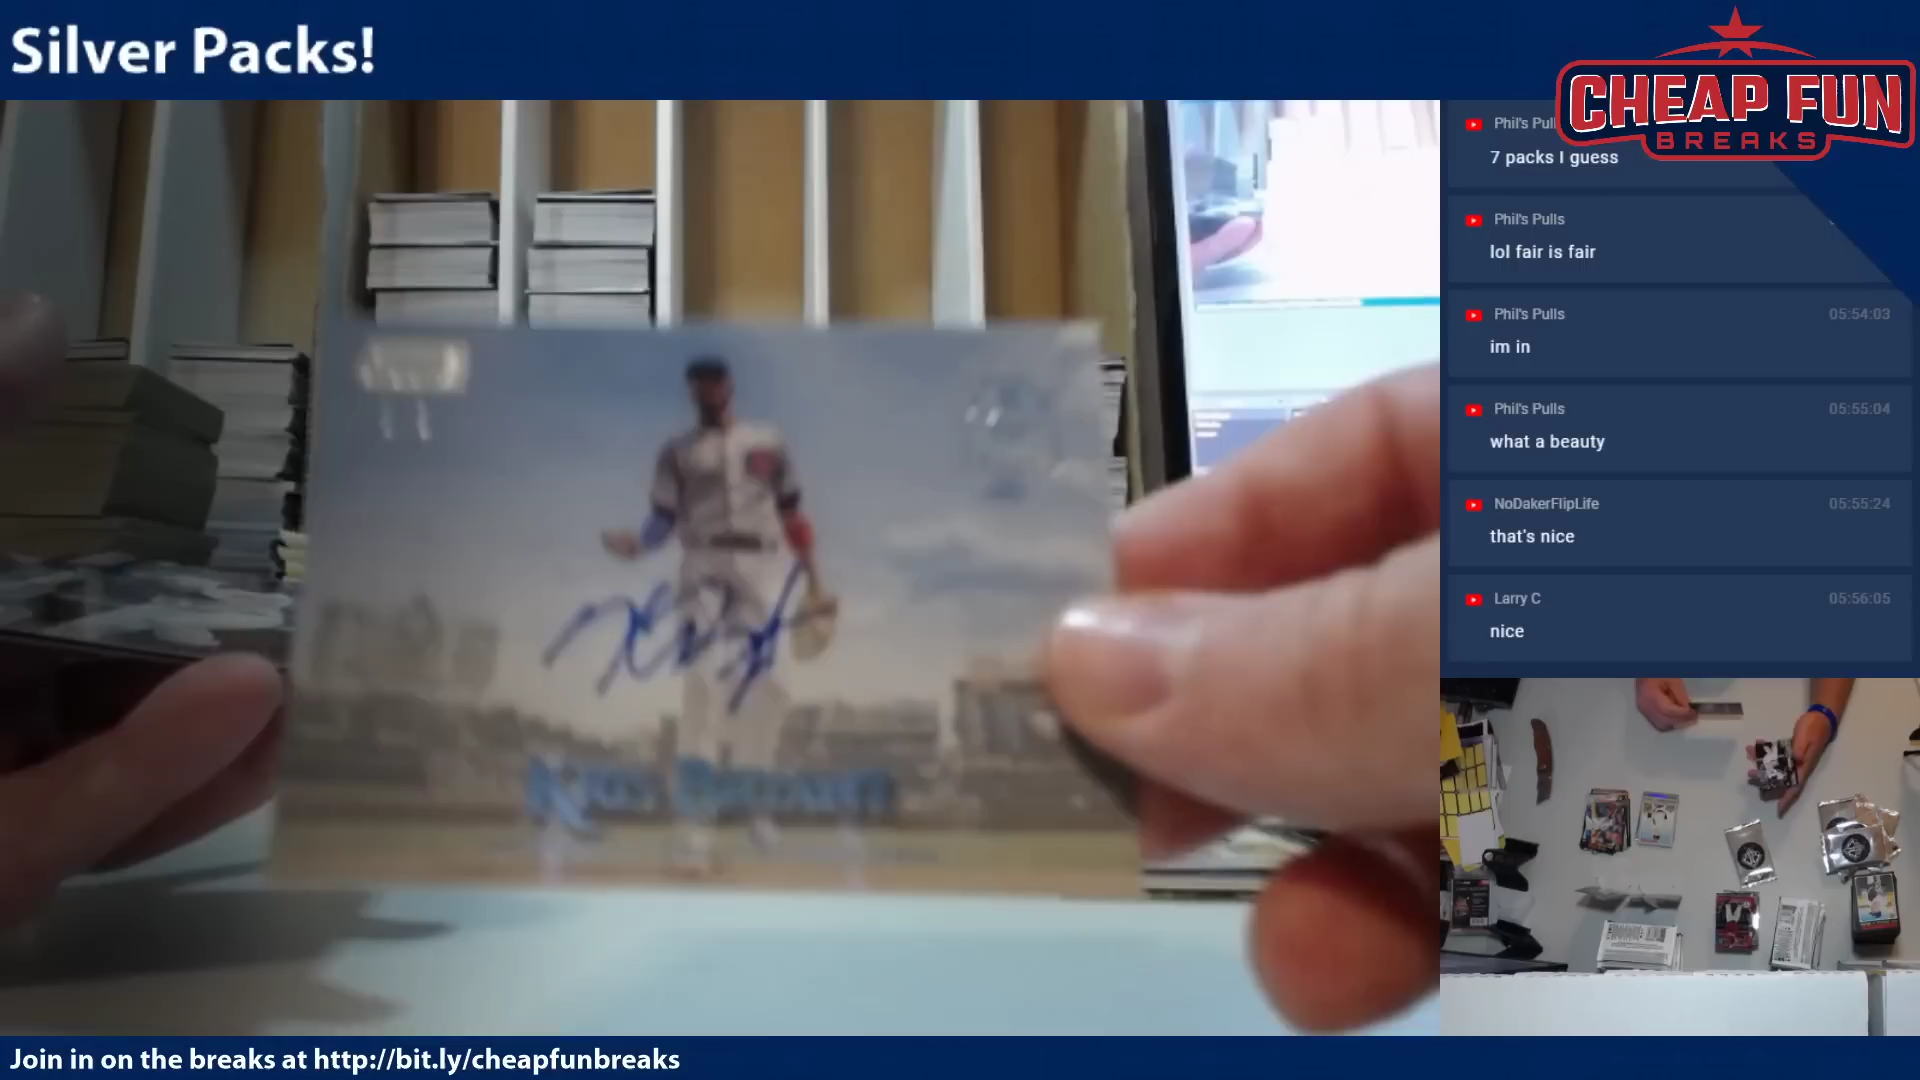 Silver Packs!
CHEAP FUN
BREAKS
Phil's Pull
7 packs I guess
Phil's Pulls
lol fair is fair
Phil's Pulls 05:54:03
im in
Phil's Pulls 05:55:04
what a beauty
NoDakerFlipLife 05:55:24
that's nice
Larry C 05:56:05
nice
Kris Bryant
Join in on the breaks at http://bit.ly/cheapfunbreaks